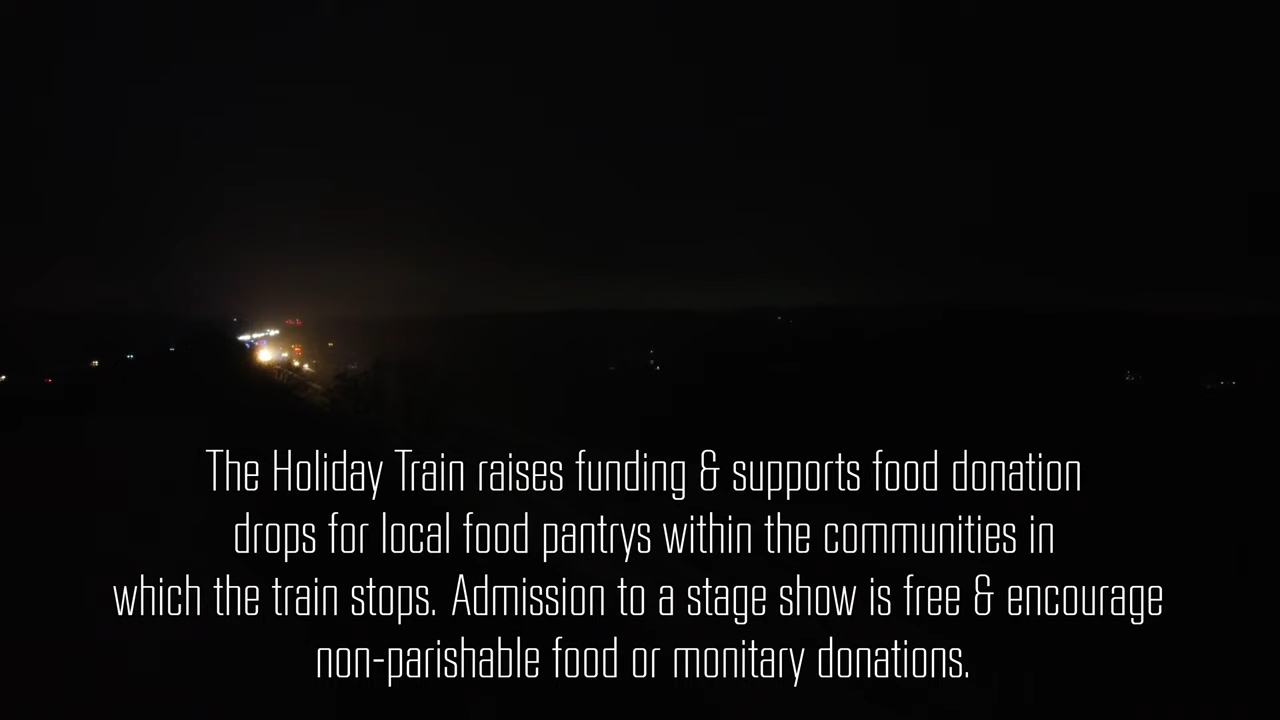 The Holiday Train raises funding & supports food donation
drops for local food pantrys within the communities in
which the train stops. Admission to a stage show is free & encourage
non-parishable food or monitary donations.